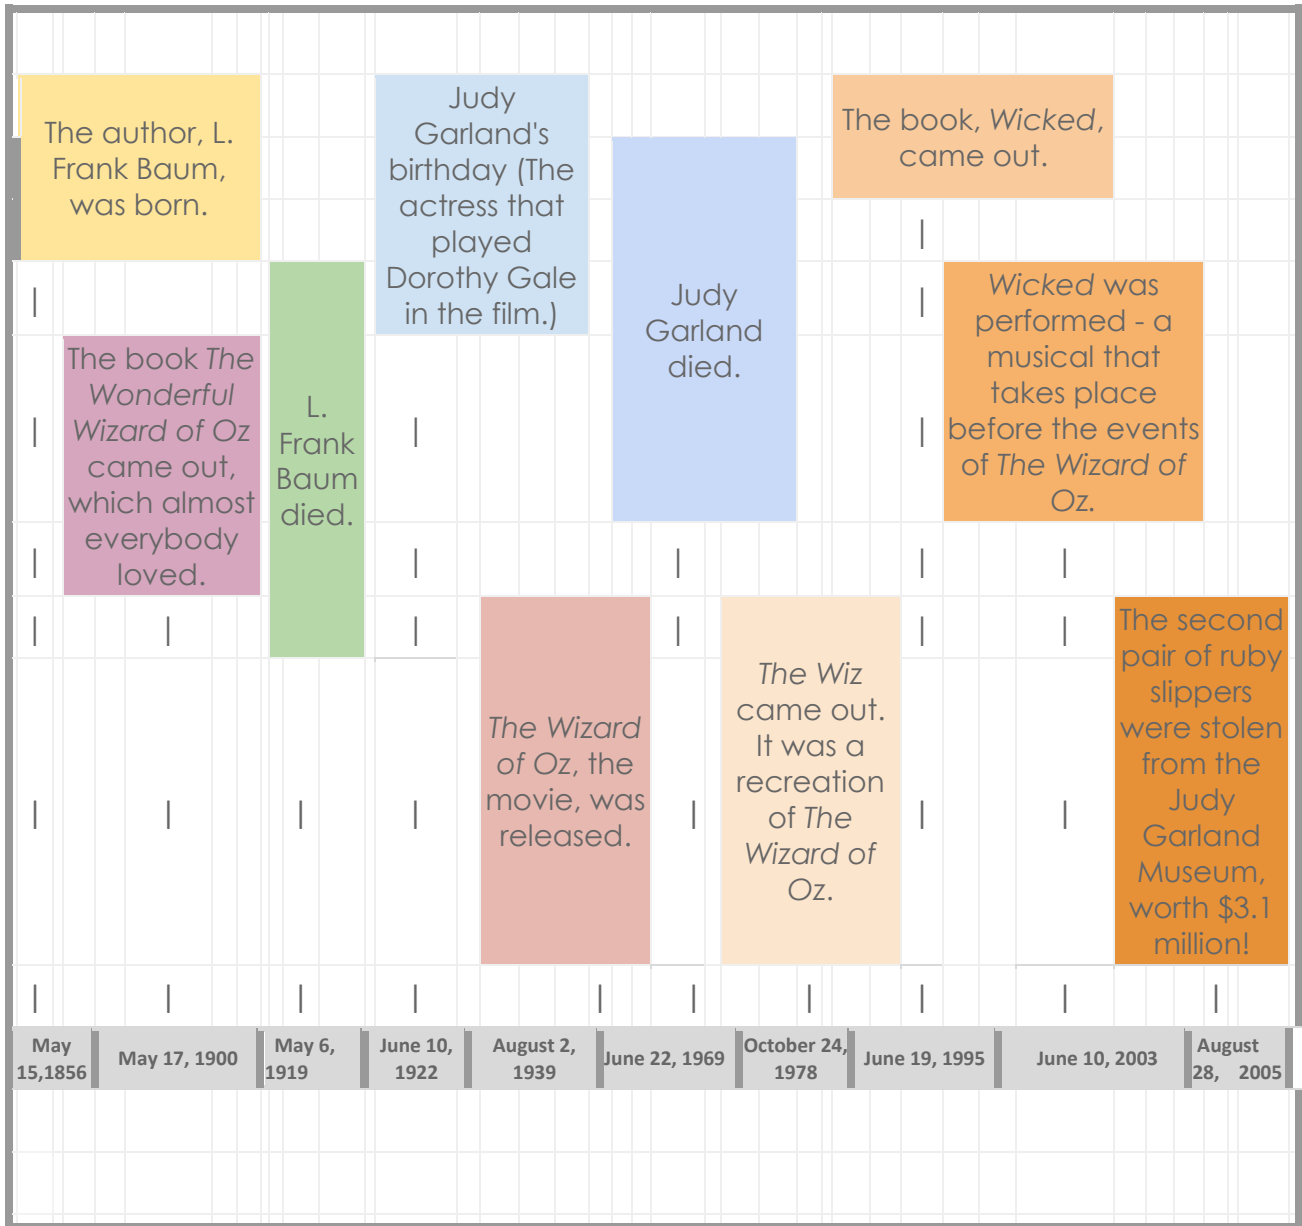 The author, L.
Frank Baum,
was born.
The book The
Wonderful
Wizard of Oz
came out,
which almost
everybody
loved.
L.
Frank
Baum
died.
Judy
Garland's
birthday (The
actress that
played
Dorothy Gale
in the film.)
The Wizard
of Oz, the
movie, was
released.
Judy
Garland
died.
The Wiz
came out.
It was a
recreation
of The
Wizard of
Oz.
The book, Wicked,
came out.
Wicked was
performed - a
musical that
takes place
before the events
of The Wizard of
Oz.
The second
pair of ruby
slippers
were stolen
from the
Judy
Garland
Museum,
worth $3.1
million!
May
15,1856
May 17, 1900
May 6,
1919
June 10,
1922
August 2,
1939
June 22, 1969
October 24,
1978
June 19, 1995
June 10, 2003
August
28, 2005